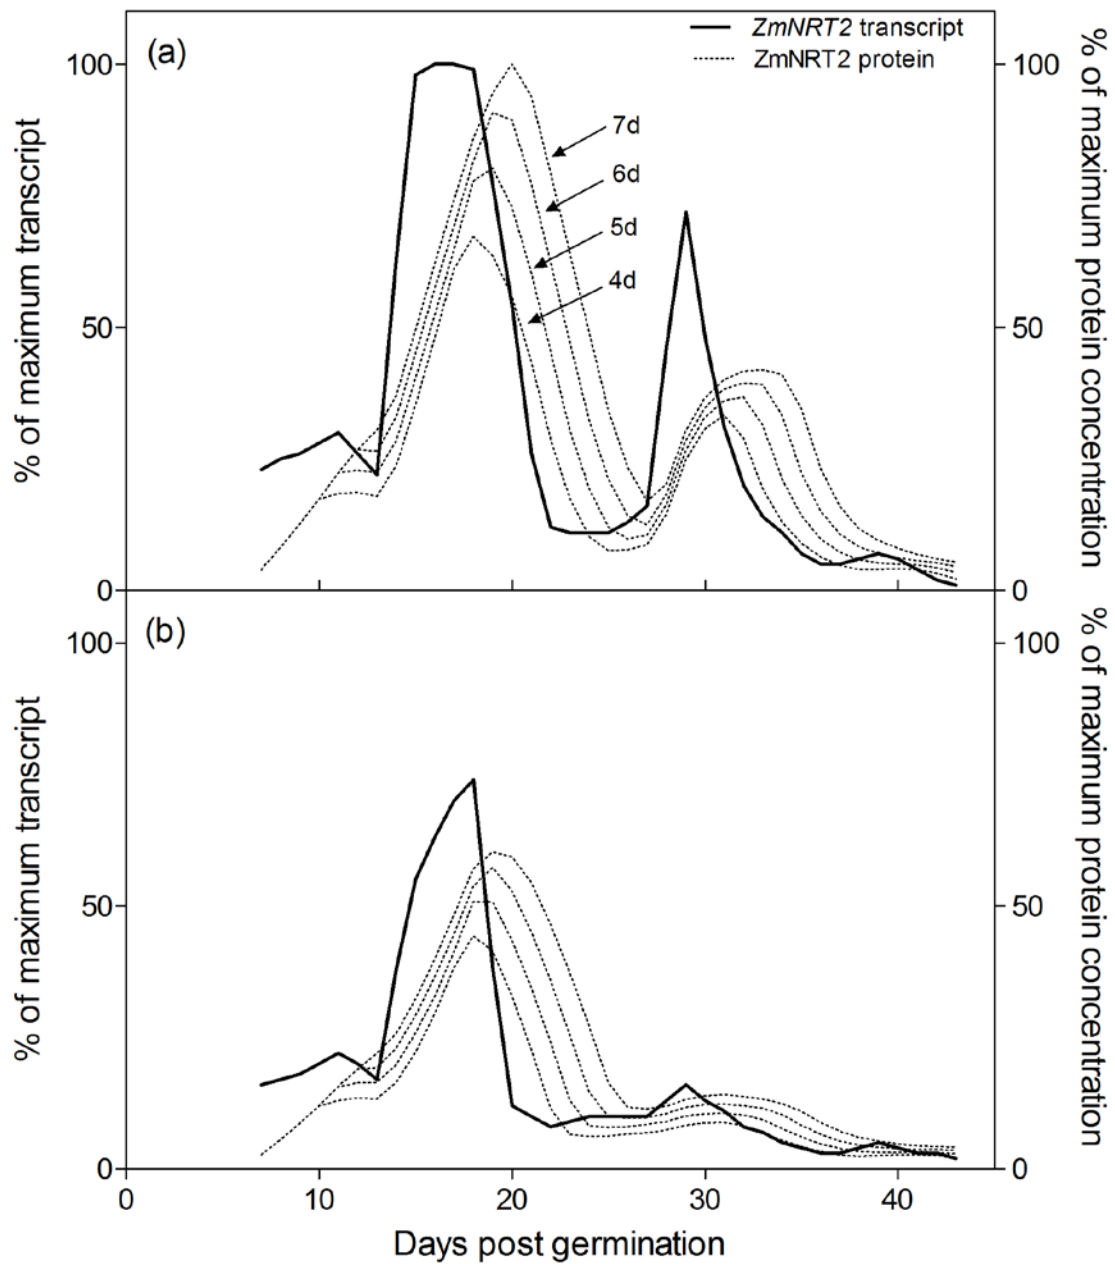 (a)
ZmNRT2 transcript
ZmNRT2 protein
100
50
0
% of maximum transcript
7d
6d
5d
4d
100
50
0
% of maximum protein concentration
(b)
100
50
0
% of maximum transcript
100
50
0
% of maximum protein concentration
0 10 20 30 40
Days post germination